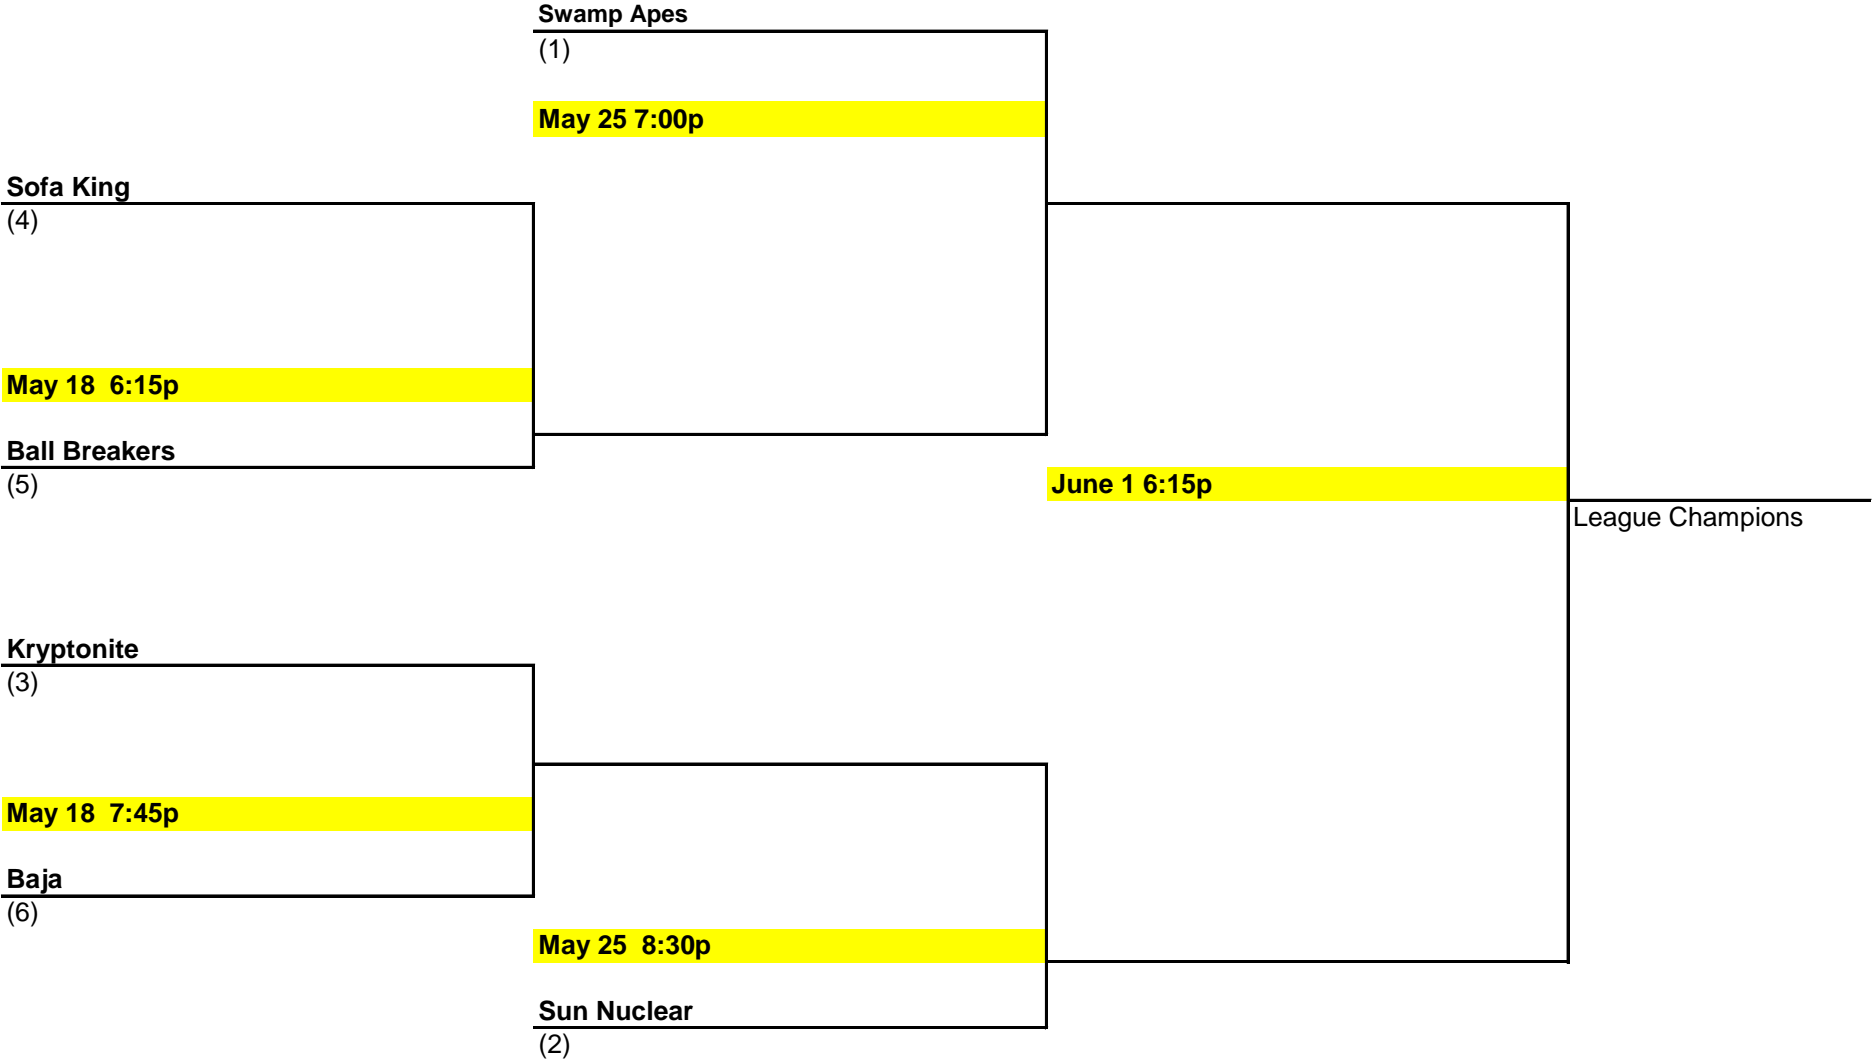 Swamp Apes
(1)
May 25 7:00p
Sofa King
(4)
May 18  6:15p
Ball Breakers
(5)
June 1 6:15p
League Champions
Kryptonite
(3)
May 18  7:45p
Baja
(6)
May 25  8:30p
Sun Nuclear
(2)